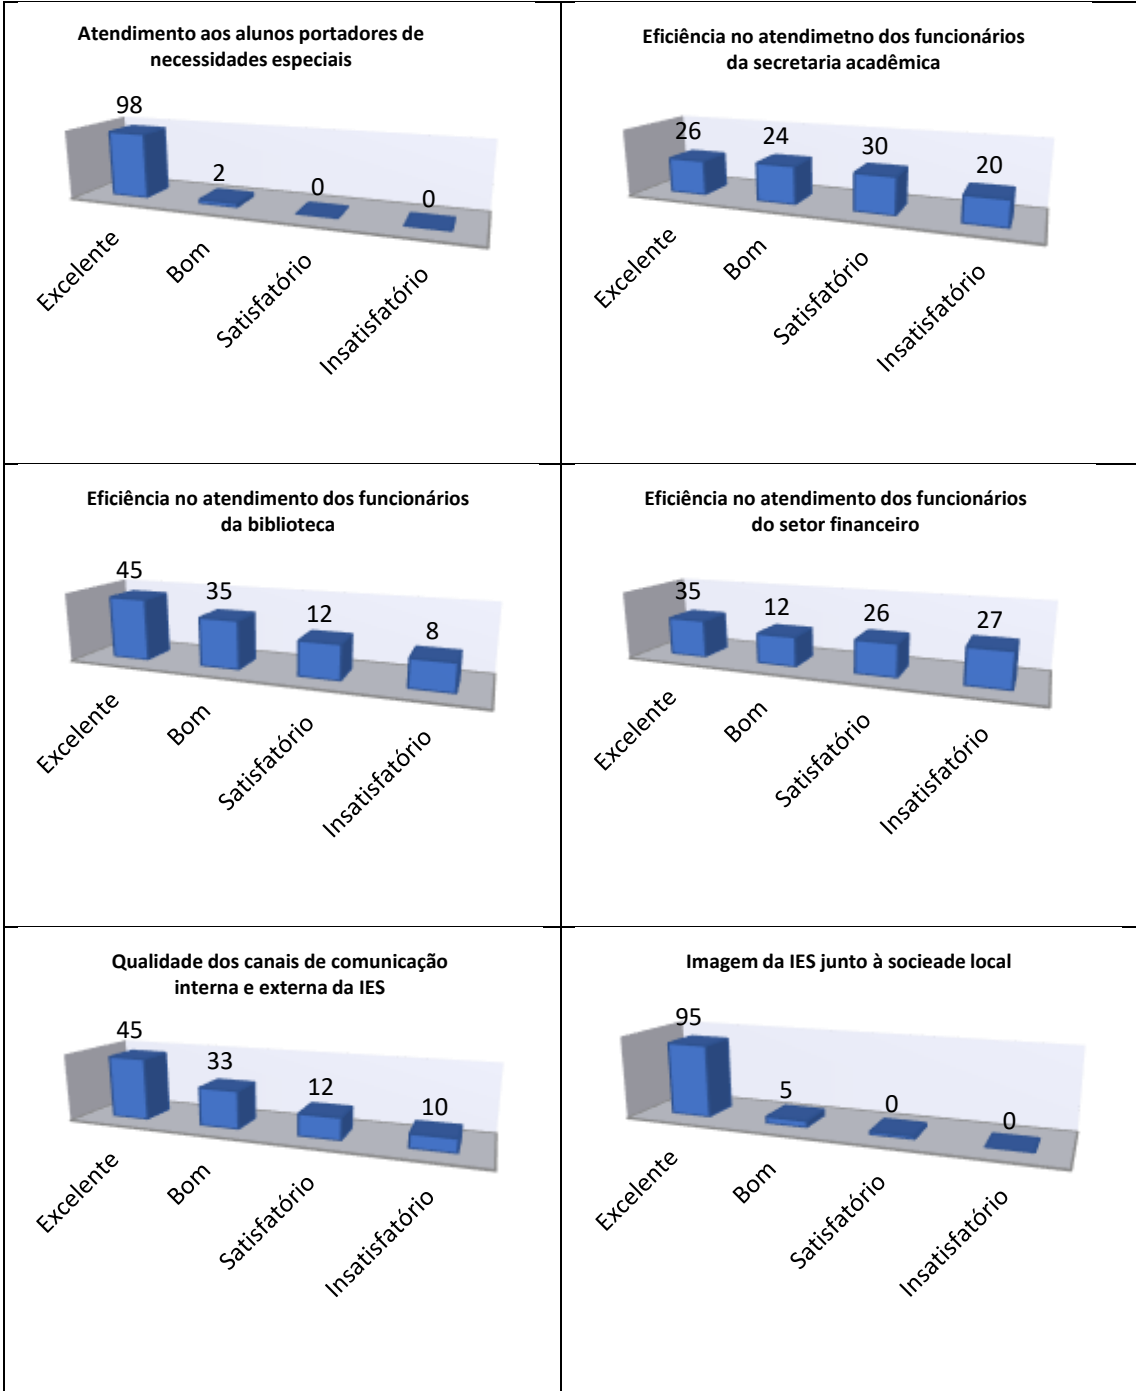 Atendimento aos alunos portadores de
necessidades especiais
98
2
0
0
Excelente
Bom
Satisfatório
Insatisfatório
Eficiência no atendimetno dos funcionários
da secretaria acadêmica
26
24
30
20
Excelente
Bom
Satisfatório
Insatisfatório
Eficiência no atendimento dos funcionários
da biblioteca
45
35
12
8
Excelente
Bom
Satisfatório
Insatisfatório
Eficiência no atendimento dos funcionários
do setor financeiro
35
12
26
27
Excelente
Bom
Satisfatório
Insatisfatório
Qualidade dos canais de comunicação
interna e externa da IES
45
33
12
10
Excelente
Bom
Satisfatório
Insatisfatório
Imagem da IES junto à socieade local
95
5
0
0
Excelente
Bom
Satisfatório
Insatisfatório